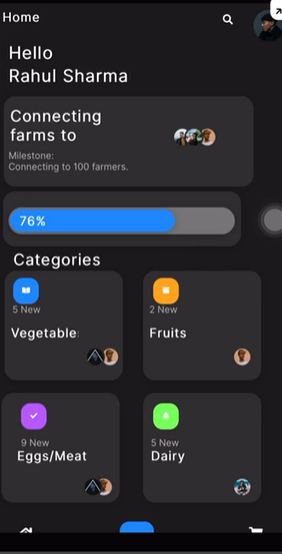 Home
Hello
Rahul Sharma
Connecting
farms to
Milestone:
Connecting to 100 farmers.
76%
Categories
5 New
Vegetable
2 New
Fruits
9 New
Eggs/Meat
5 New
Dairy